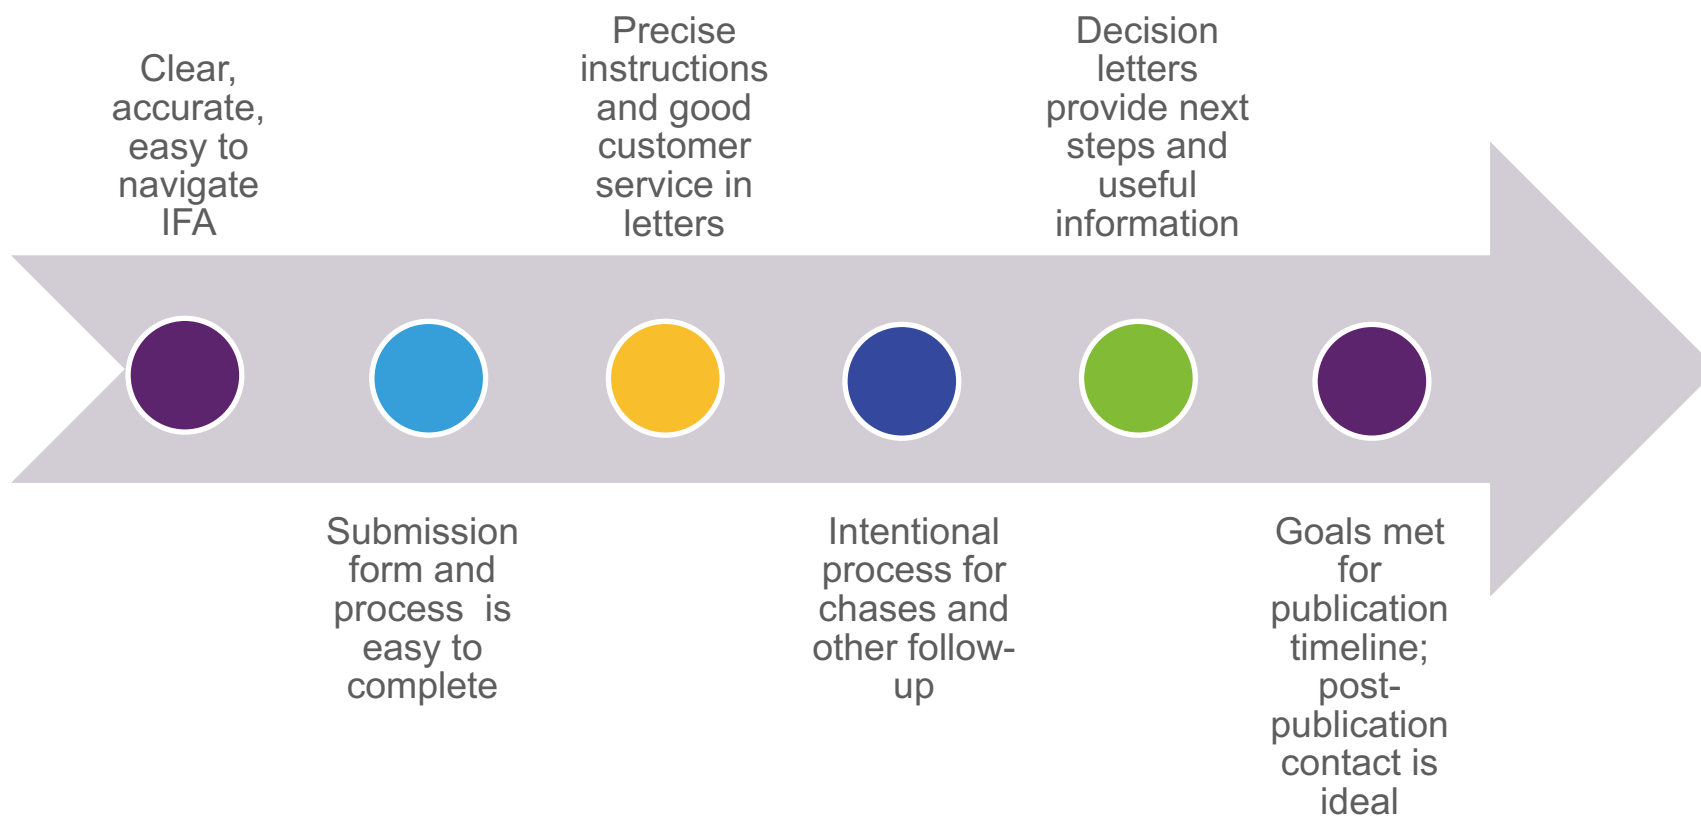 Clear,
accurate,
easy to
navigate
IFA
Submission
form and
process  is
easy to
complete
Precise
instructions
and good
customer
service in
letters
Intentional
process for
chases and
other follow-
up
Decision
letters
provide next
steps and
useful
information
Goals met
for
publication
timeline;
post-
publication
contact is
ideal